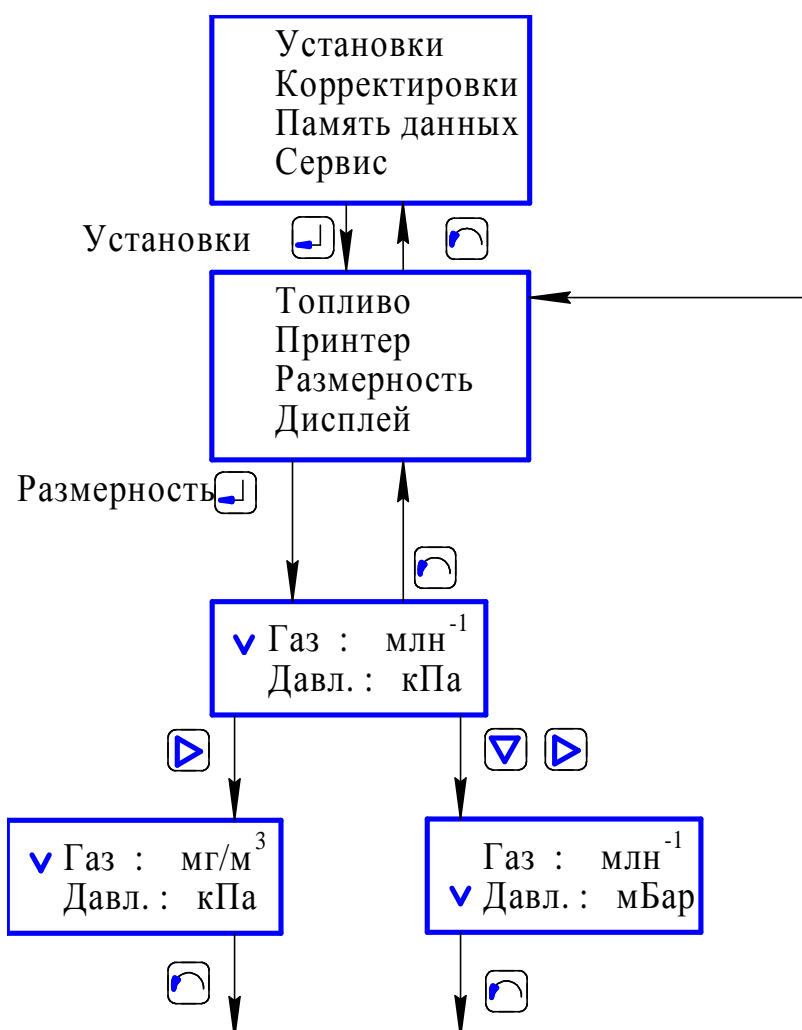 Установки
Корректировки
Память данных
Сервис
Установки
Топливо
Принтер
Размерность
Дисплей
Размерность
Газ : млн⁻¹
Давл. : кПа
Газ : мг/м³
Давл. : кПа
Газ : млн⁻¹
Давл. : мБар